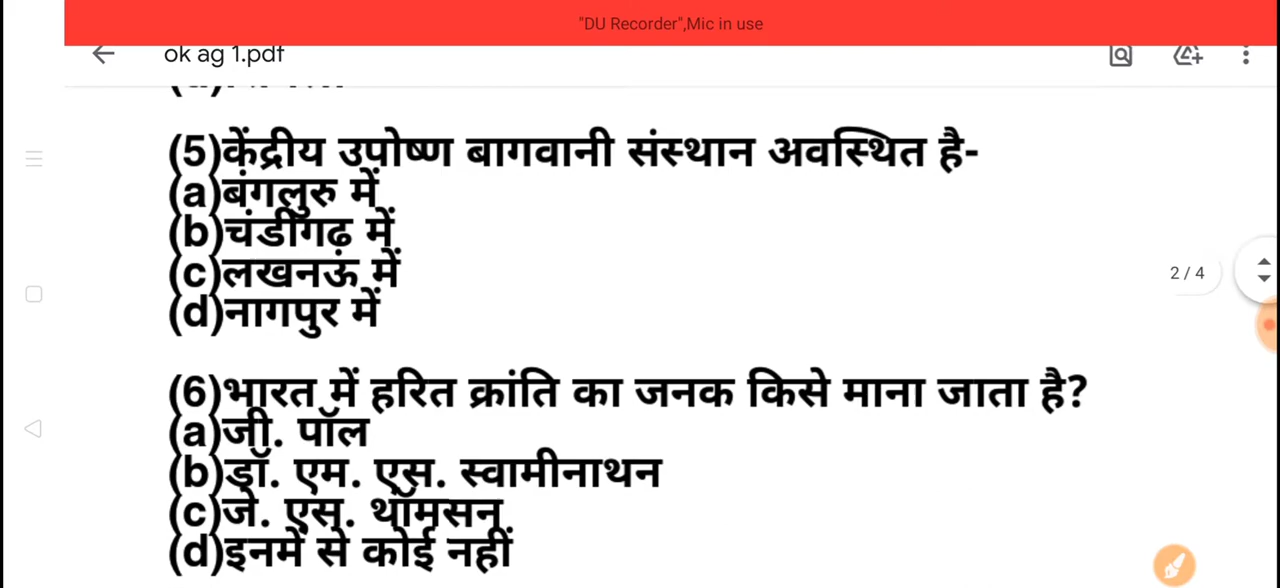 "DU Recorder",Mic in use
ok ag 1.pdf
(5)केंद्रीय उपोष्ण बागवानी संस्थान अवस्थित है-
(a)बंगलुरु में
(b)चंडीगढ़ में
(c)लखनऊ में
(d)नागपुर में
2 / 4
(6)भारत में हरित क्रांति का जनक किसे माना जाता है?
(a)जी. पॉल
(b)डॉ. एम. एस. स्वामीनाथन
(c)जे. एस. थॉमसन
(d)इनमें से कोई नहीं